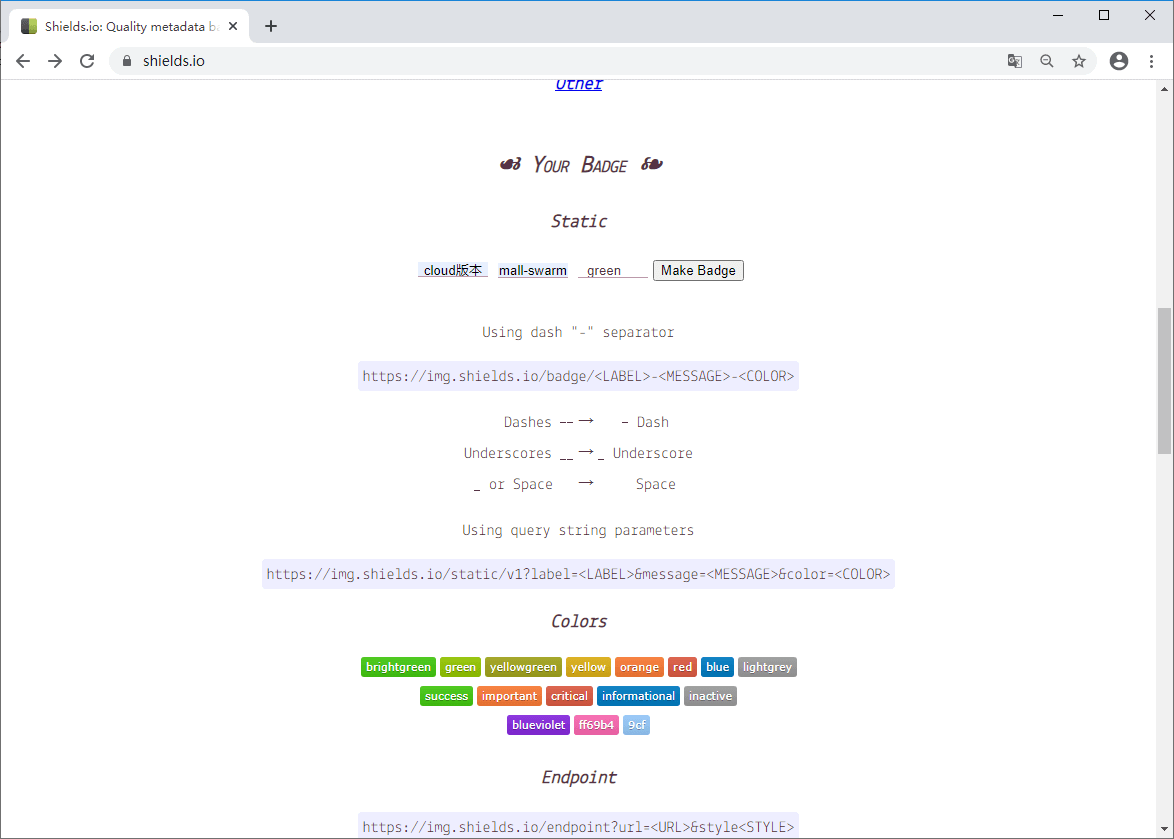 Shields.io: Quality metadata b
shields.io
Other
Your Badge
Static
cloud版本 mall-swarm green Make Badge
Using dash "-" separator
https://img.shields.io/badge/<LABEL>-<MESSAGE>-<COLOR>
Dashes -- → - Dash
Underscores __ → _ Underscore
_ or Space → Space
Using query string parameters
https://img.shields.io/static/v1?label=<LABEL>&message=<MESSAGE>&color=<COLOR>
Colors
brightgreen green yellowgreen yellow orange red blue lightgrey
success important critical informational inactive
blueviolet ff69b4 9cf
Endpoint
https://img.shields.io/endpoint?url=<URL>&style<STYLE>